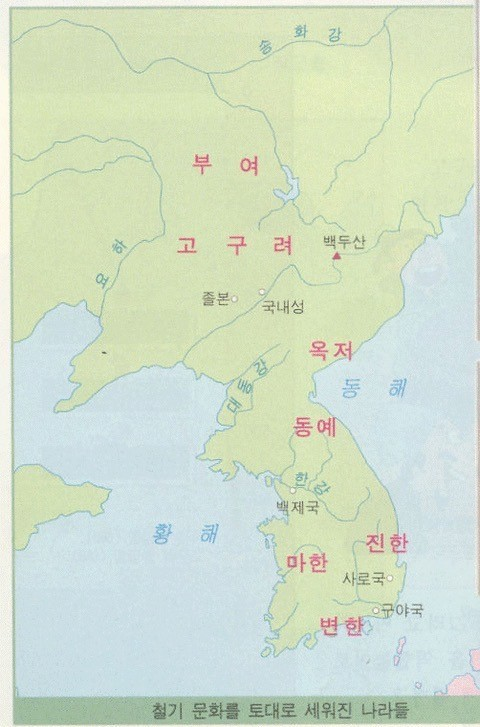 송화강
부여
고구려
백두산
요하
졸본
국내성
옥저
대동강
동해
동예
한강
백제국
황해
진한
마한
사로국
구야국
변한
철기 문화를 토대로 세워진 나라들